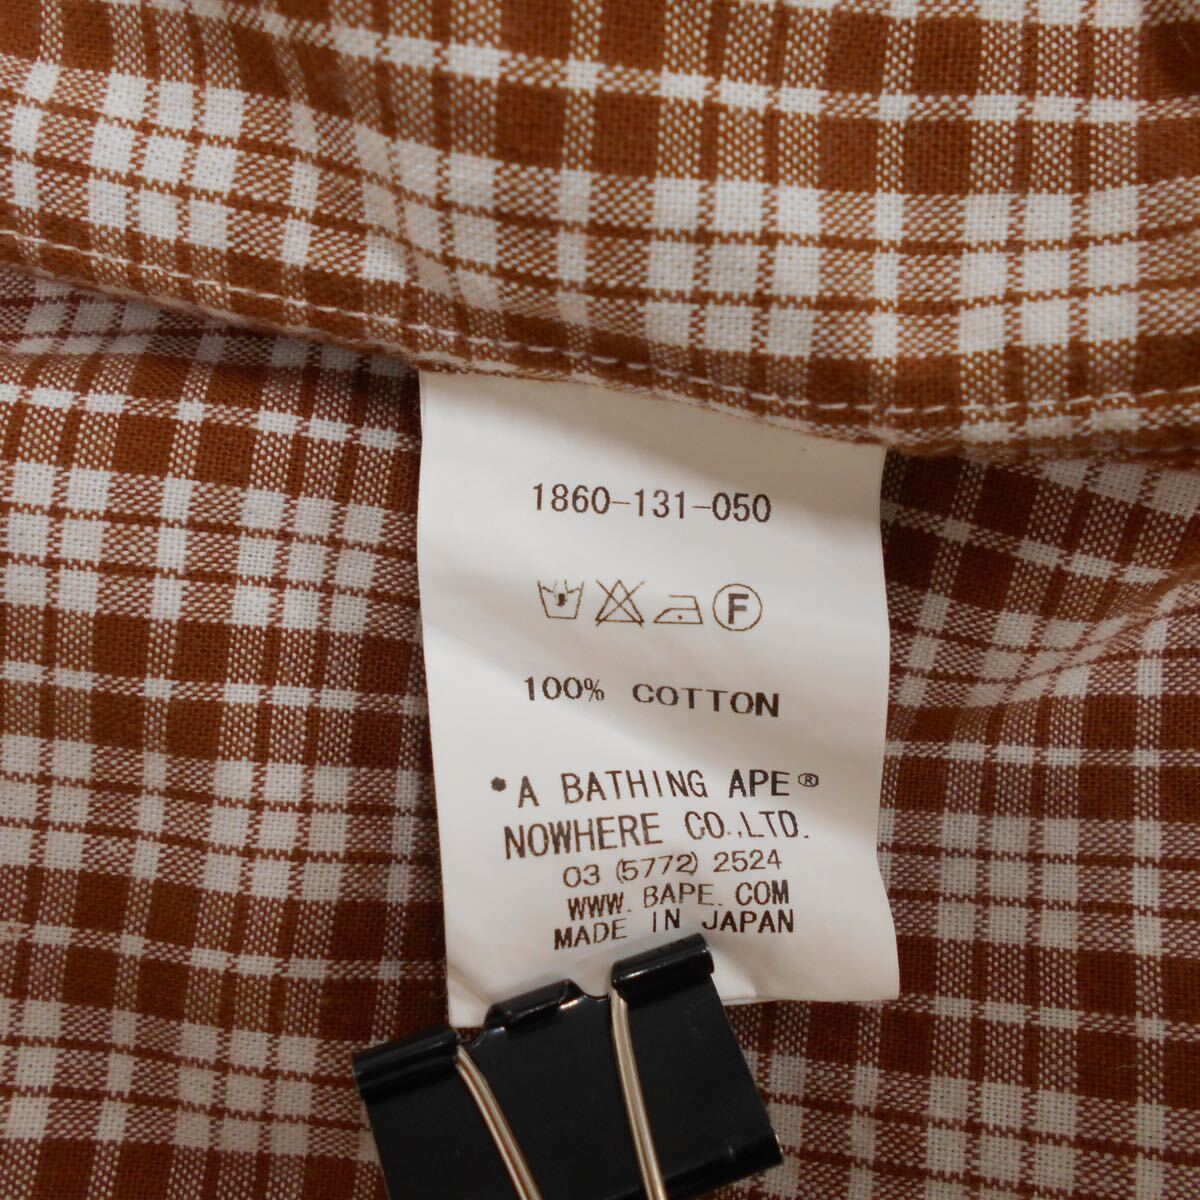 1860-131-050
F
100% COTTON
*A BATHING APE®
NOWHERE CO.,LTD.
03 (5772) 2524
WWW. BAPE. COM
MADE IN JAPAN